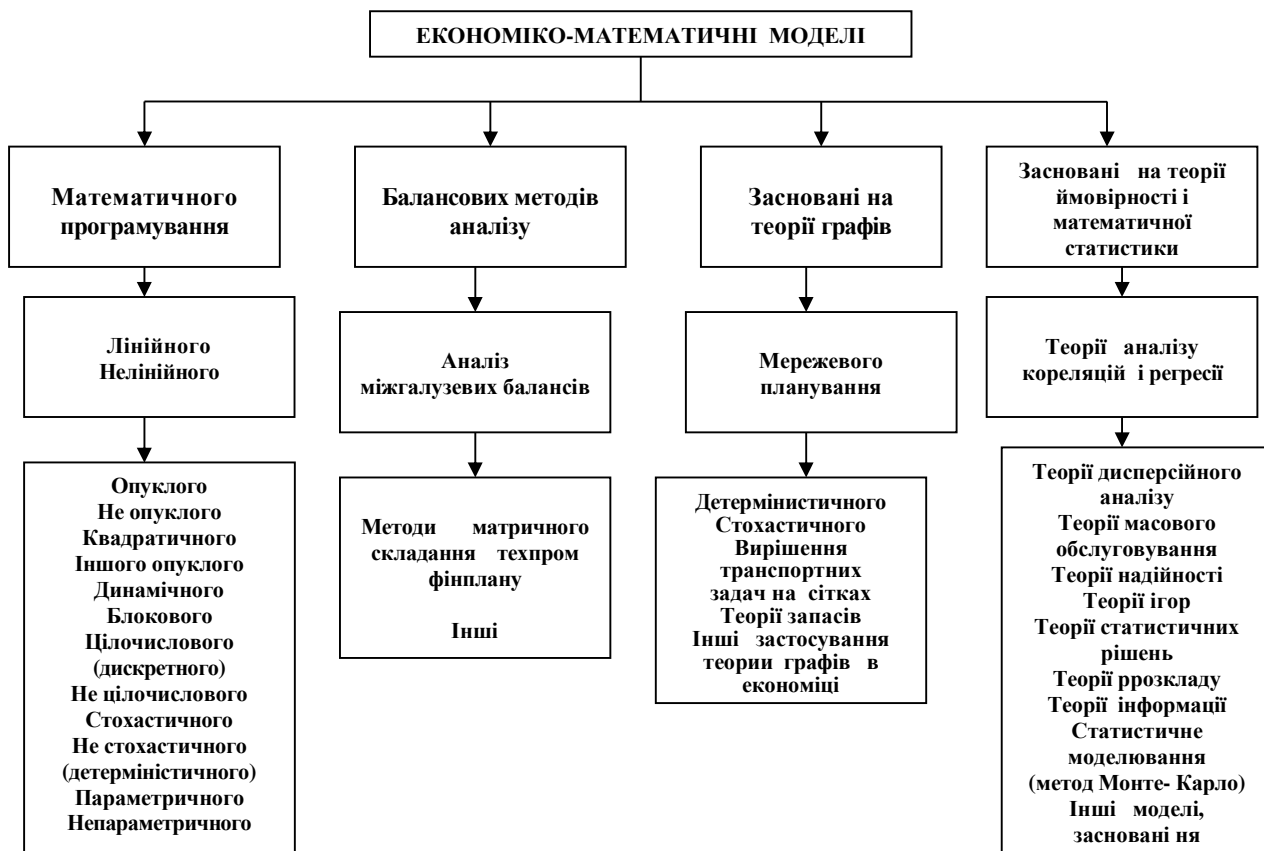 ЕКОНОМІКО-МАТЕМАТИЧНІ МОДЕЛІ
Математичного
програмування
Балансових методів
аналізу
Засновані на
теорії графів
Засновані на теорії
ймовірності і
математичної
статистики
Лінійного
Нелінійного
Аналіз
міжгалузевих балансів
Мережевого
планування
Теорії аналізу
кореляцій і регресії
Опуклого
Не опуклого
Квадратичного
Іншого опуклого
Динамічного
Блокового
Цілочислового
(дискретного)
Не цілочислового
Стохастичного
Не стохастичного
(детерміністичного)
Параметричного
Непараметричного
Методи матричного
складання техпром
фінплану
Інші
Детерміністичного
Стохастичного
Вирішення
транспортних
задач на сітках
Теорії запасів
Інші застосування
теории графів в
економіці
Теорії дисперсійного
аналізу
Теорії масового
обслуговування
Теорії надійності
Теорії ігор
Теорії статистичних
рішень
Теорії ррозкладу
Теорії інформації
Статистичне
моделювання
(метод Монте- Карло)
Інші моделі,
засновані ня